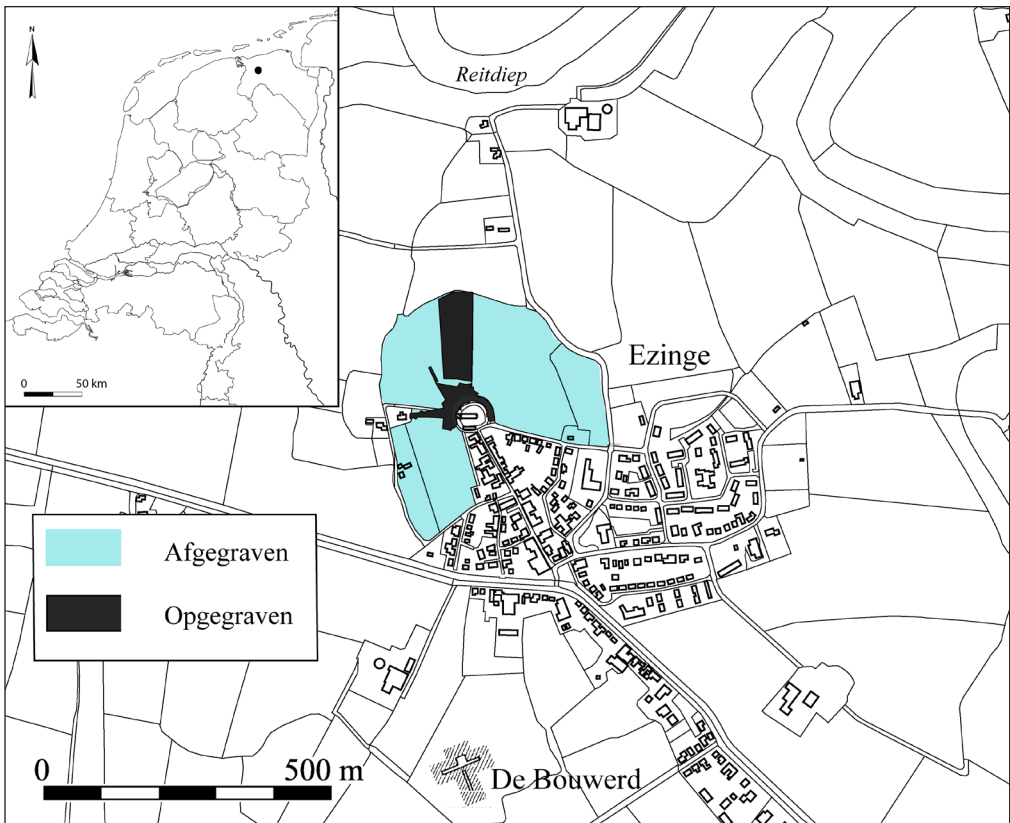 N
0 50 km
Reitdiep
Ezinge
Afgegraven
Opgegraven
0 500 m
De Bouwerd